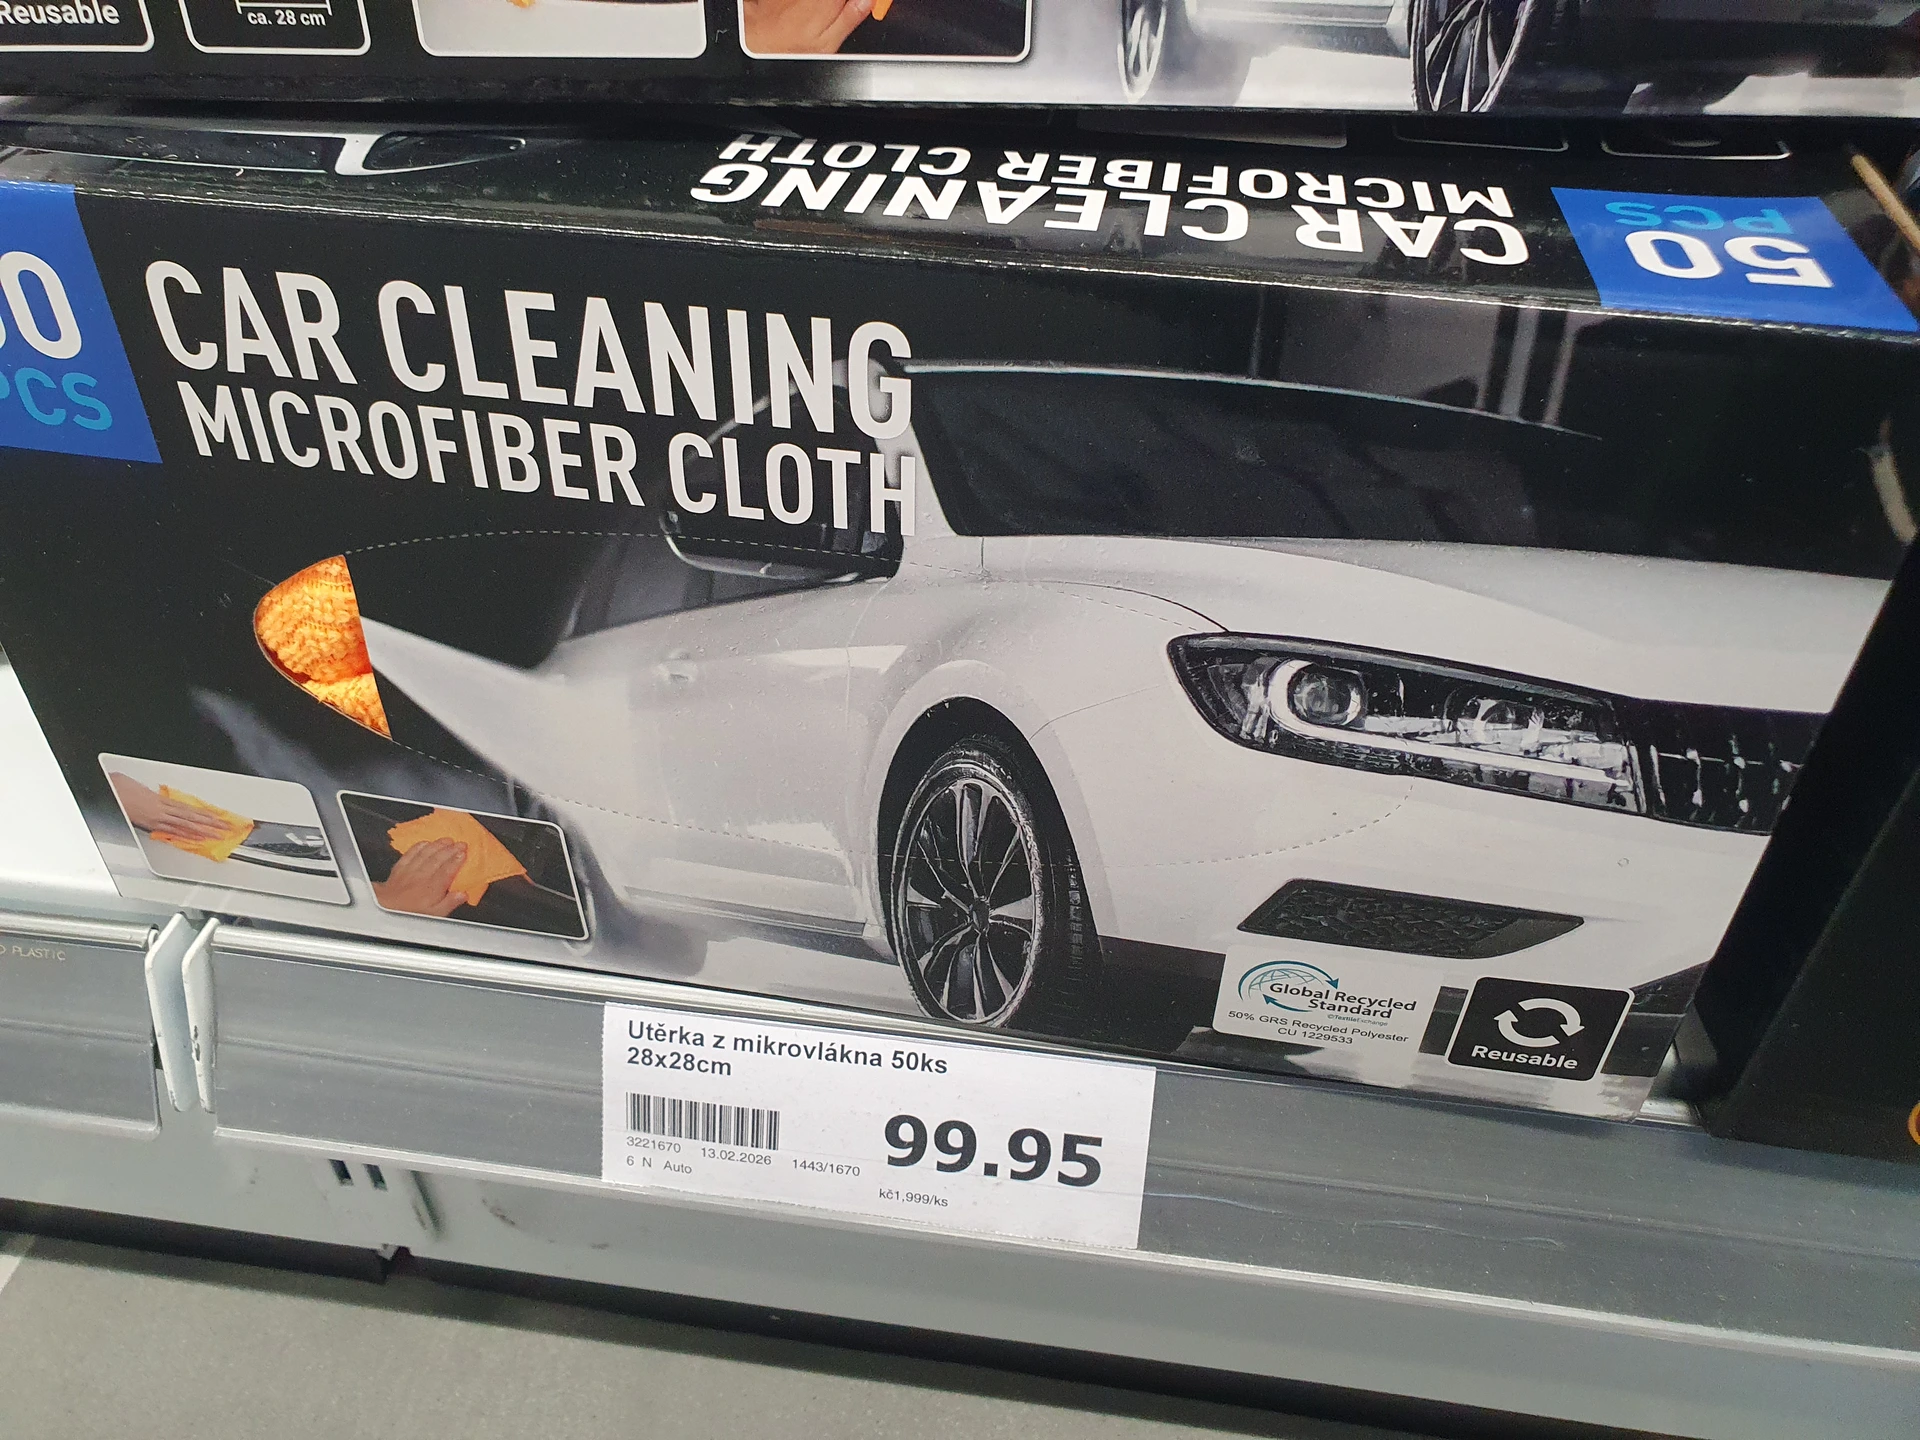 Reusable
ca. 28 cm
CAR CLEANING
MICROFIBER CLOTH
50
PCS
PCS
CAR CLEANING
MICROFIBER CLOTH
Global Recycled
Standard
©TextileExchange
50% GRS Recycled Polyester
CU 1229533
Reusable
PLASTIC
Utěrka z mikrovlákna 50ks
28x28cm
3221670 13.02.2026 1443/1670
6 N Auto
99.95
kč1,999/ks